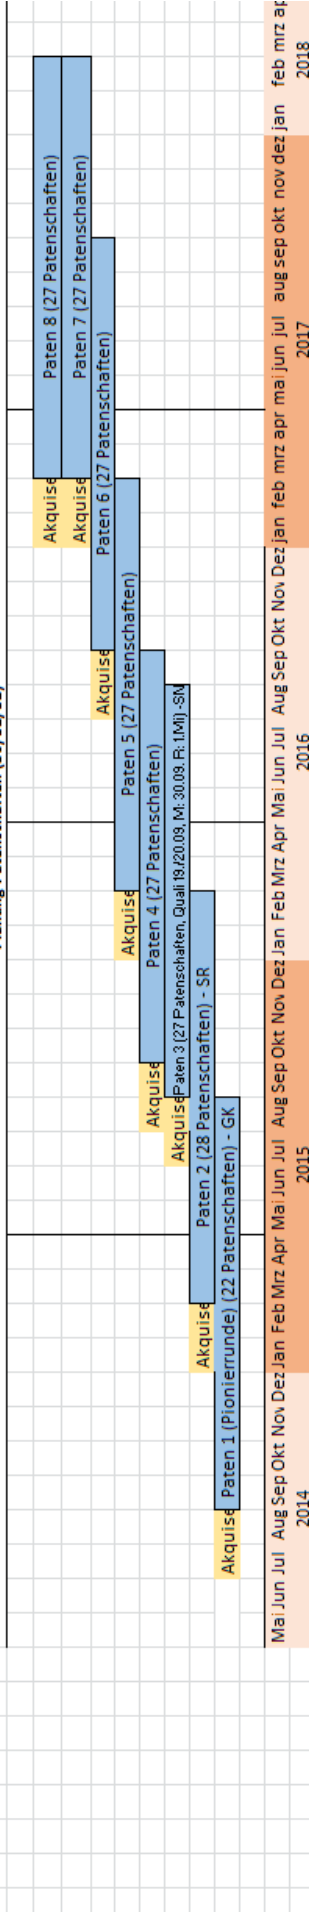 Akquise Paten 8 (27 Patenschaften)
Akquise Paten 7 (27 Patenschaften)
Akquise Paten 6 (27 Patenschaften)
Akquise Paten 5 (27 Patenschaften)
Akquise Paten 4 (27 Patenschaften)
Akquise Paten 3 (27 Patenschaften, Quali 19./20.09, M: 30.09. R: 1.Mi) -SN
Akquise Paten 2 (28 Patenschaften) - SR
Akquise Paten 1 (Pionierrunde) (22 Patenschaften) - GK
Mai Jun Jul Aug Sep Okt Nov Dez Jan Feb Mrz Apr Mai Jun Jul Aug Sep Okt Nov Dez Jan Feb Mrz Apr Mai Jun Jul Aug Sep Okt Nov Dez jan feb mrz apr mai jun jul aug sep okt nov dez jan feb mrz
2014 2015 2016 2017 2018